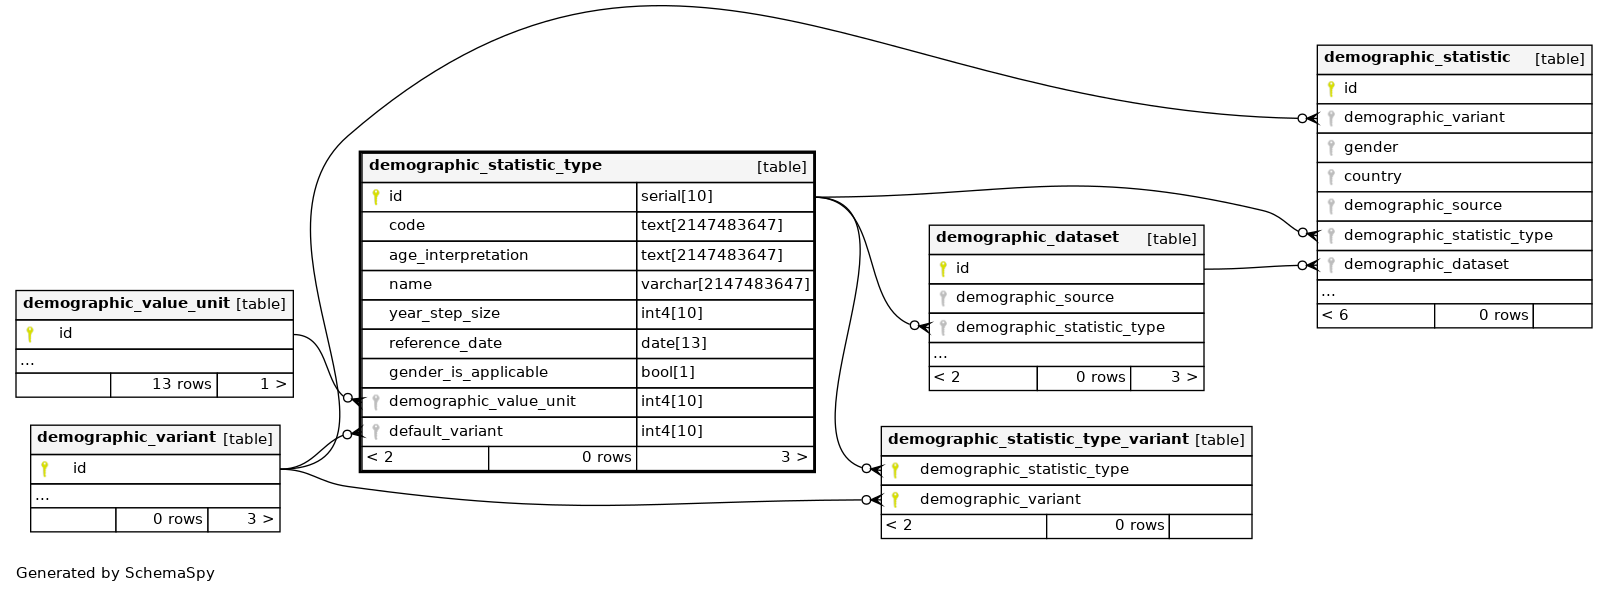 demographic_statistic [table]
id
demographic_variant
gender
country
demographic_source
demographic_statistic_type
demographic_dataset
...
< 6 0 rows
demographic_statistic_type [table]
id serial[10]
code text[2147483647]
age_interpretation text[2147483647]
name varchar[2147483647]
year_step_size int4[10]
reference_date date[13]
gender_is_applicable bool[1]
demographic_value_unit int4[10]
default_variant int4[10]
< 2 0 rows 3 >
demographic_dataset [table]
id
demographic_source
demographic_statistic_type
...
< 2 0 rows 3 >
demographic_value_unit [table]
id
...
13 rows 1 >
demographic_variant [table]
id
...
0 rows 3 >
demographic_statistic_type_variant [table]
demographic_statistic_type
demographic_variant
< 2 0 rows
Generated by SchemaSpy